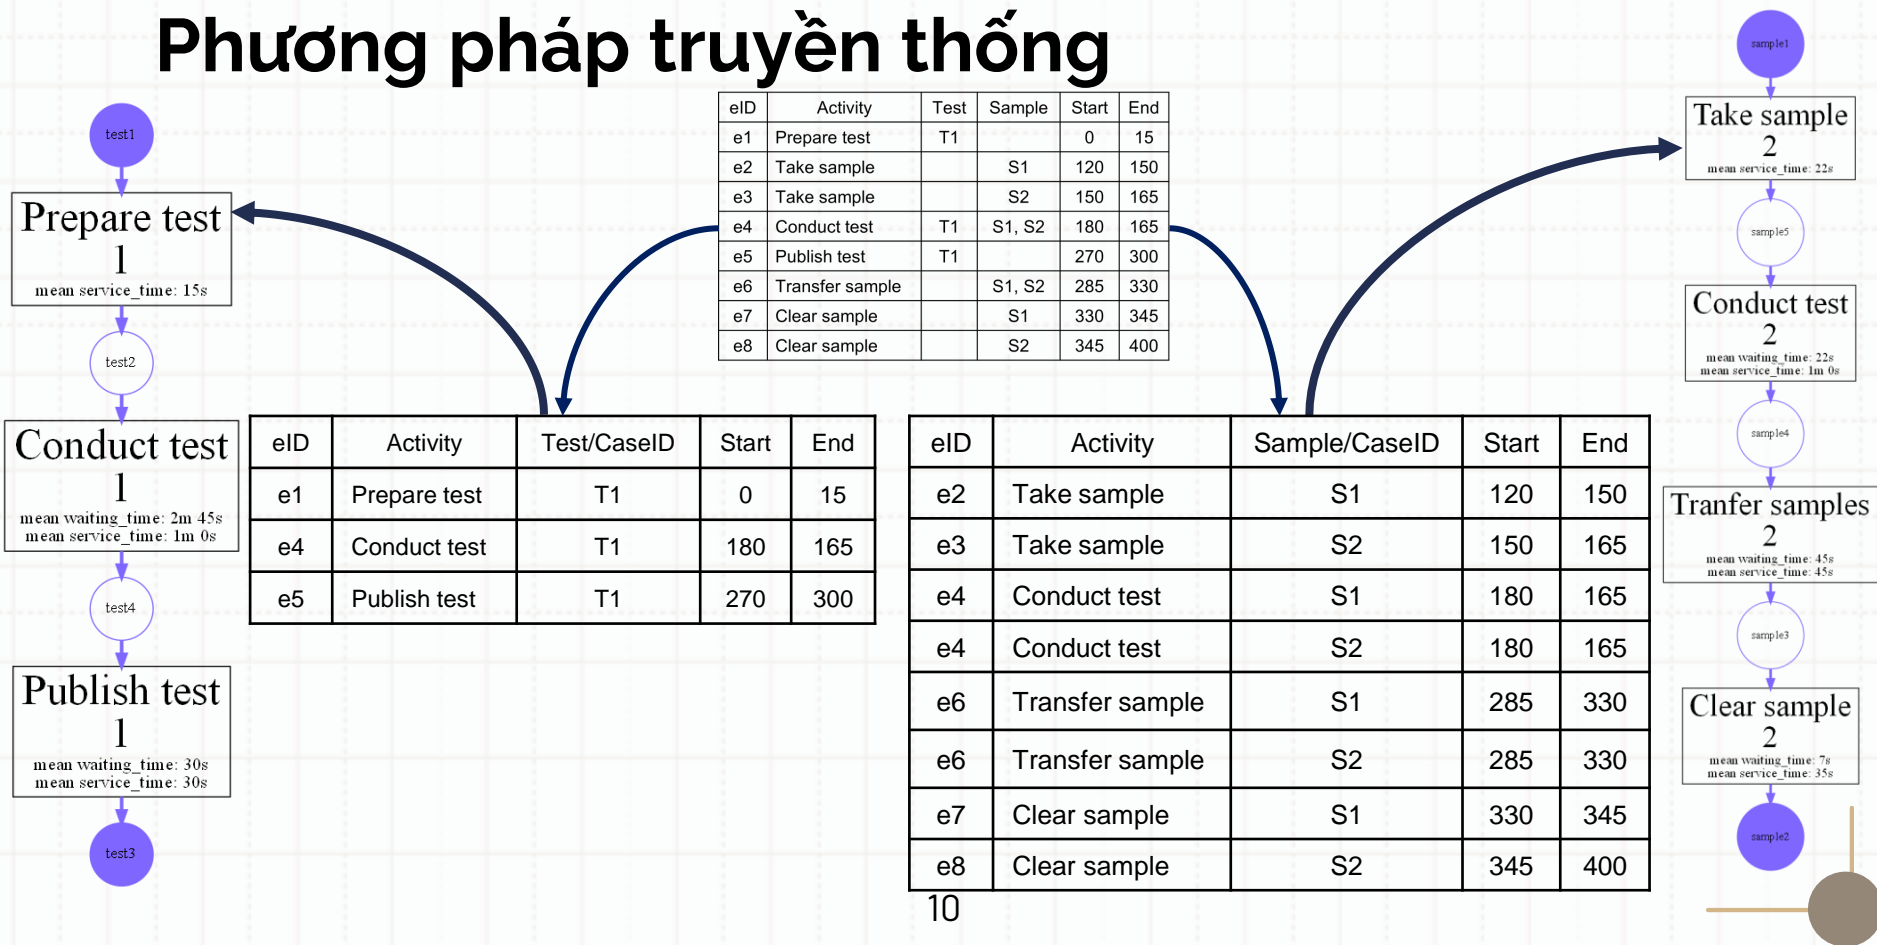 Phương pháp truyền thống
eID Activity Test Sample Start End
e1 Prepare test T1 0 15
e2 Take sample S1 120 150
e3 Take sample S2 150 165
e4 Conduct test T1 S1, S2 180 165
e5 Publish test T1 270 300
e6 Transfer sample S1, S2 285 330
e7 Clear sample S1 330 345
e8 Clear sample S2 345 400
test1
Prepare test
1
mean service_time: 15s
test2
Conduct test
1
mean waiting_time: 2m 45s
mean service_time: 1m 0s
test4
Publish test
1
mean waiting_time: 30s
mean service_time: 30s
test3
eID Activity Test/CaseID Start End
e1 Prepare test T1 0 15
e4 Conduct test T1 180 165
e5 Publish test T1 270 300
eID Activity Sample/CaseID Start End
e2 Take sample S1 120 150
e3 Take sample S2 150 165
e4 Conduct test S1 180 165
e4 Conduct test S2 180 165
e6 Transfer sample S1 285 330
e6 Transfer sample S2 285 330
e7 Clear sample S1 330 345
e8 Clear sample S2 345 400
sample1
Take sample
2
mean service_time: 22s
sample5
Conduct test
2
mean waiting_time: 22s
mean service_time: 1m 0s
sample4
Tranfer samples
2
mean waiting_time: 45s
mean service_time: 45s
sample3
Clear sample
2
mean waiting_time: 7s
mean service_time: 35s
sample2
10